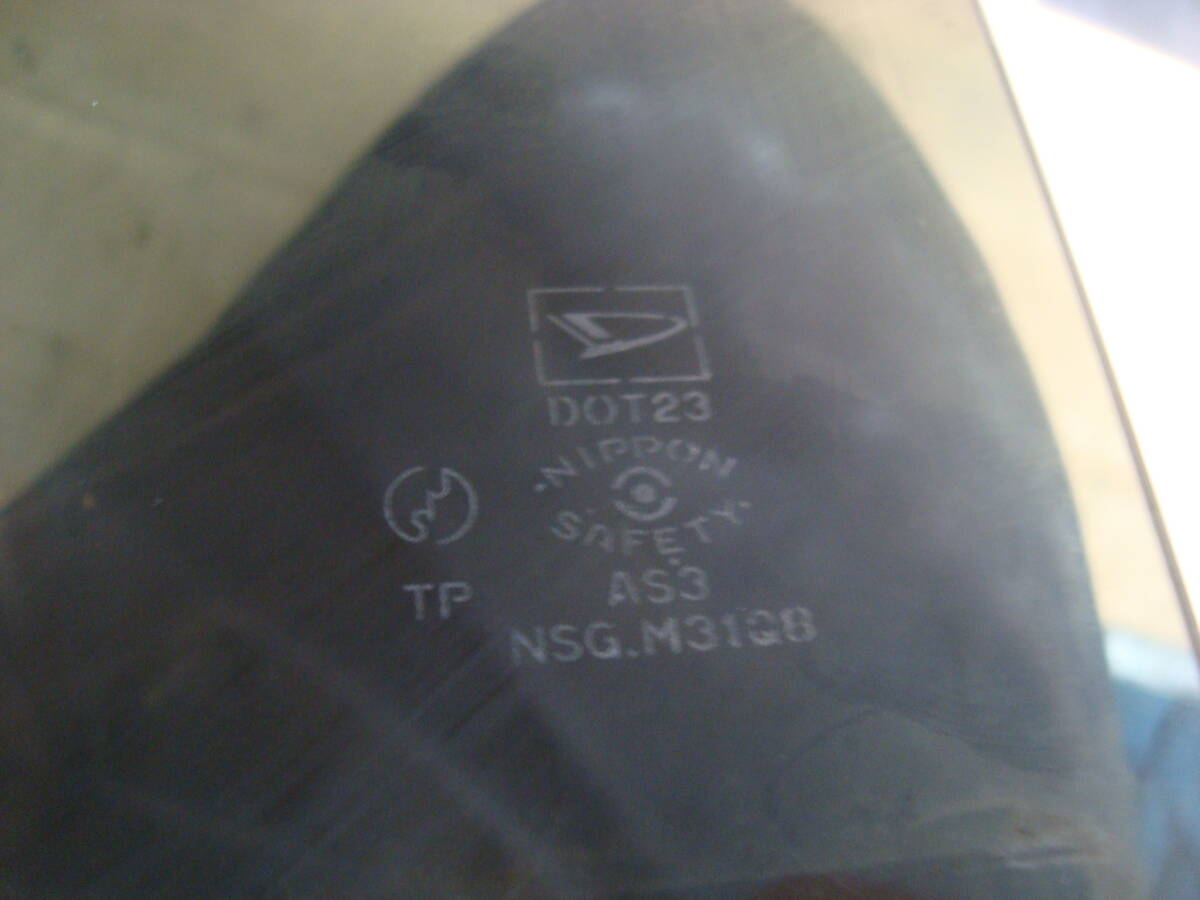 DOT23
NIPPON
SAFETY
TP
AS3
NSG.M31Q8